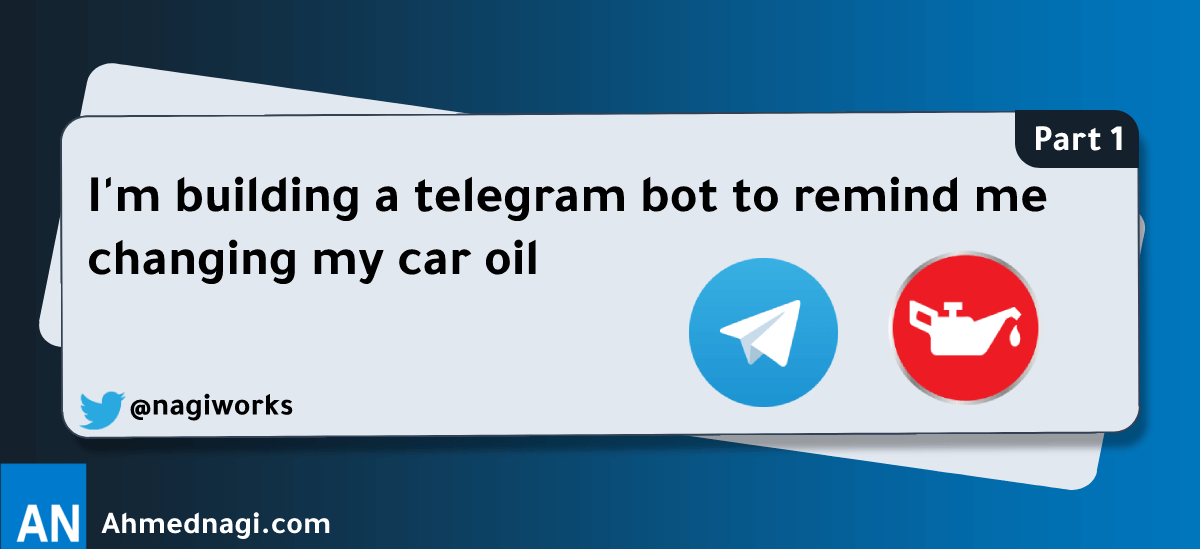 Part 1
I'm building a telegram bot to remind me
changing my car oil
@nagiworks
AN
Ahmednagi.com